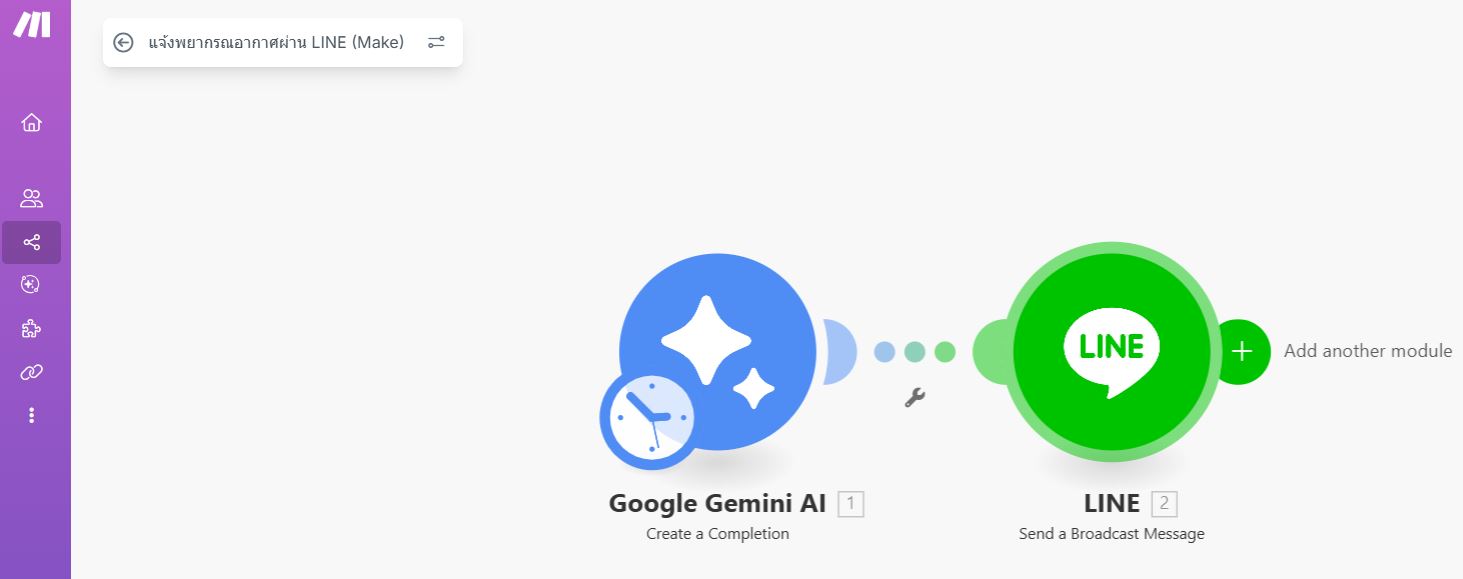 แจ้งพยากรณอากาศผ่าน LINE (Make)
LINE
Add another module
Google Gemini AI 1
Create a Completion
LINE 2
Send a Broadcast Message